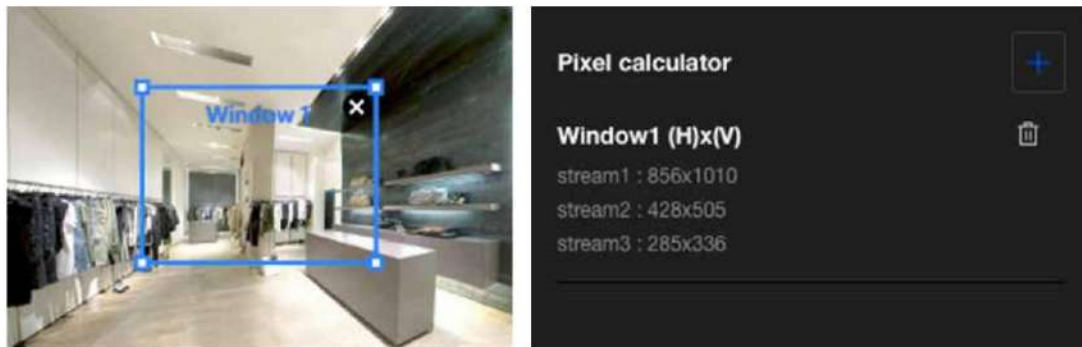 Window 1
Pixel calculator
Window1 (H)x(V)
stream1 : 856x1010
stream2 : 428x505
stream3 : 285x336